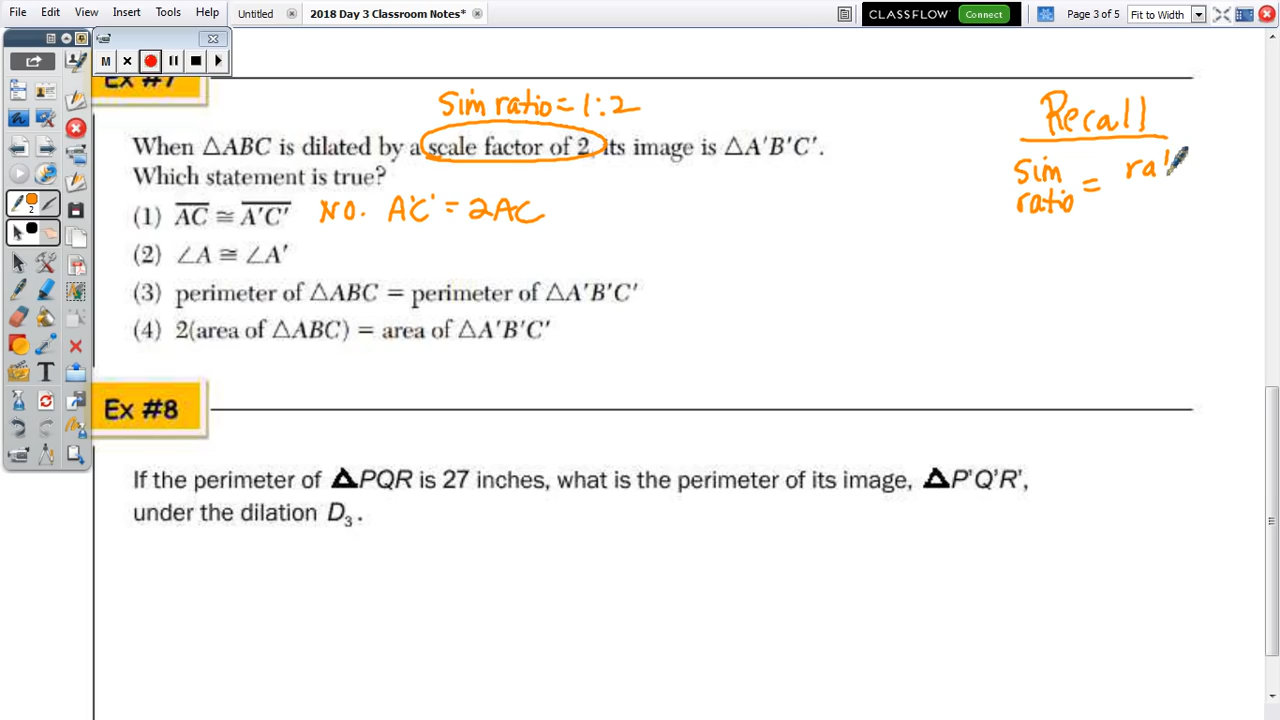 File Edit View Insert Tools Help Untitled 2018 Day 3 Classroom Notes* CLASSFLOW Connect Page 3 of 5 Fit to Width
M
Ex #7
Sim ratio = 1:2
Recall
When △ABC is dilated by a scale factor of 2, its image is △A′B′C′.
Which statement is true?
sim ratio = ra
(1) AC ≅ A′C′ NO. A'C' = 2AC
(2) ∠A ≅ ∠A′
(3) perimeter of △ABC = perimeter of △A′B′C′
(4) 2(area of △ABC) = area of △A′B′C′
2
T
Ex #8
If the perimeter of △PQR is 27 inches, what is the perimeter of its image, △P'Q'R',
under the dilation D₃.